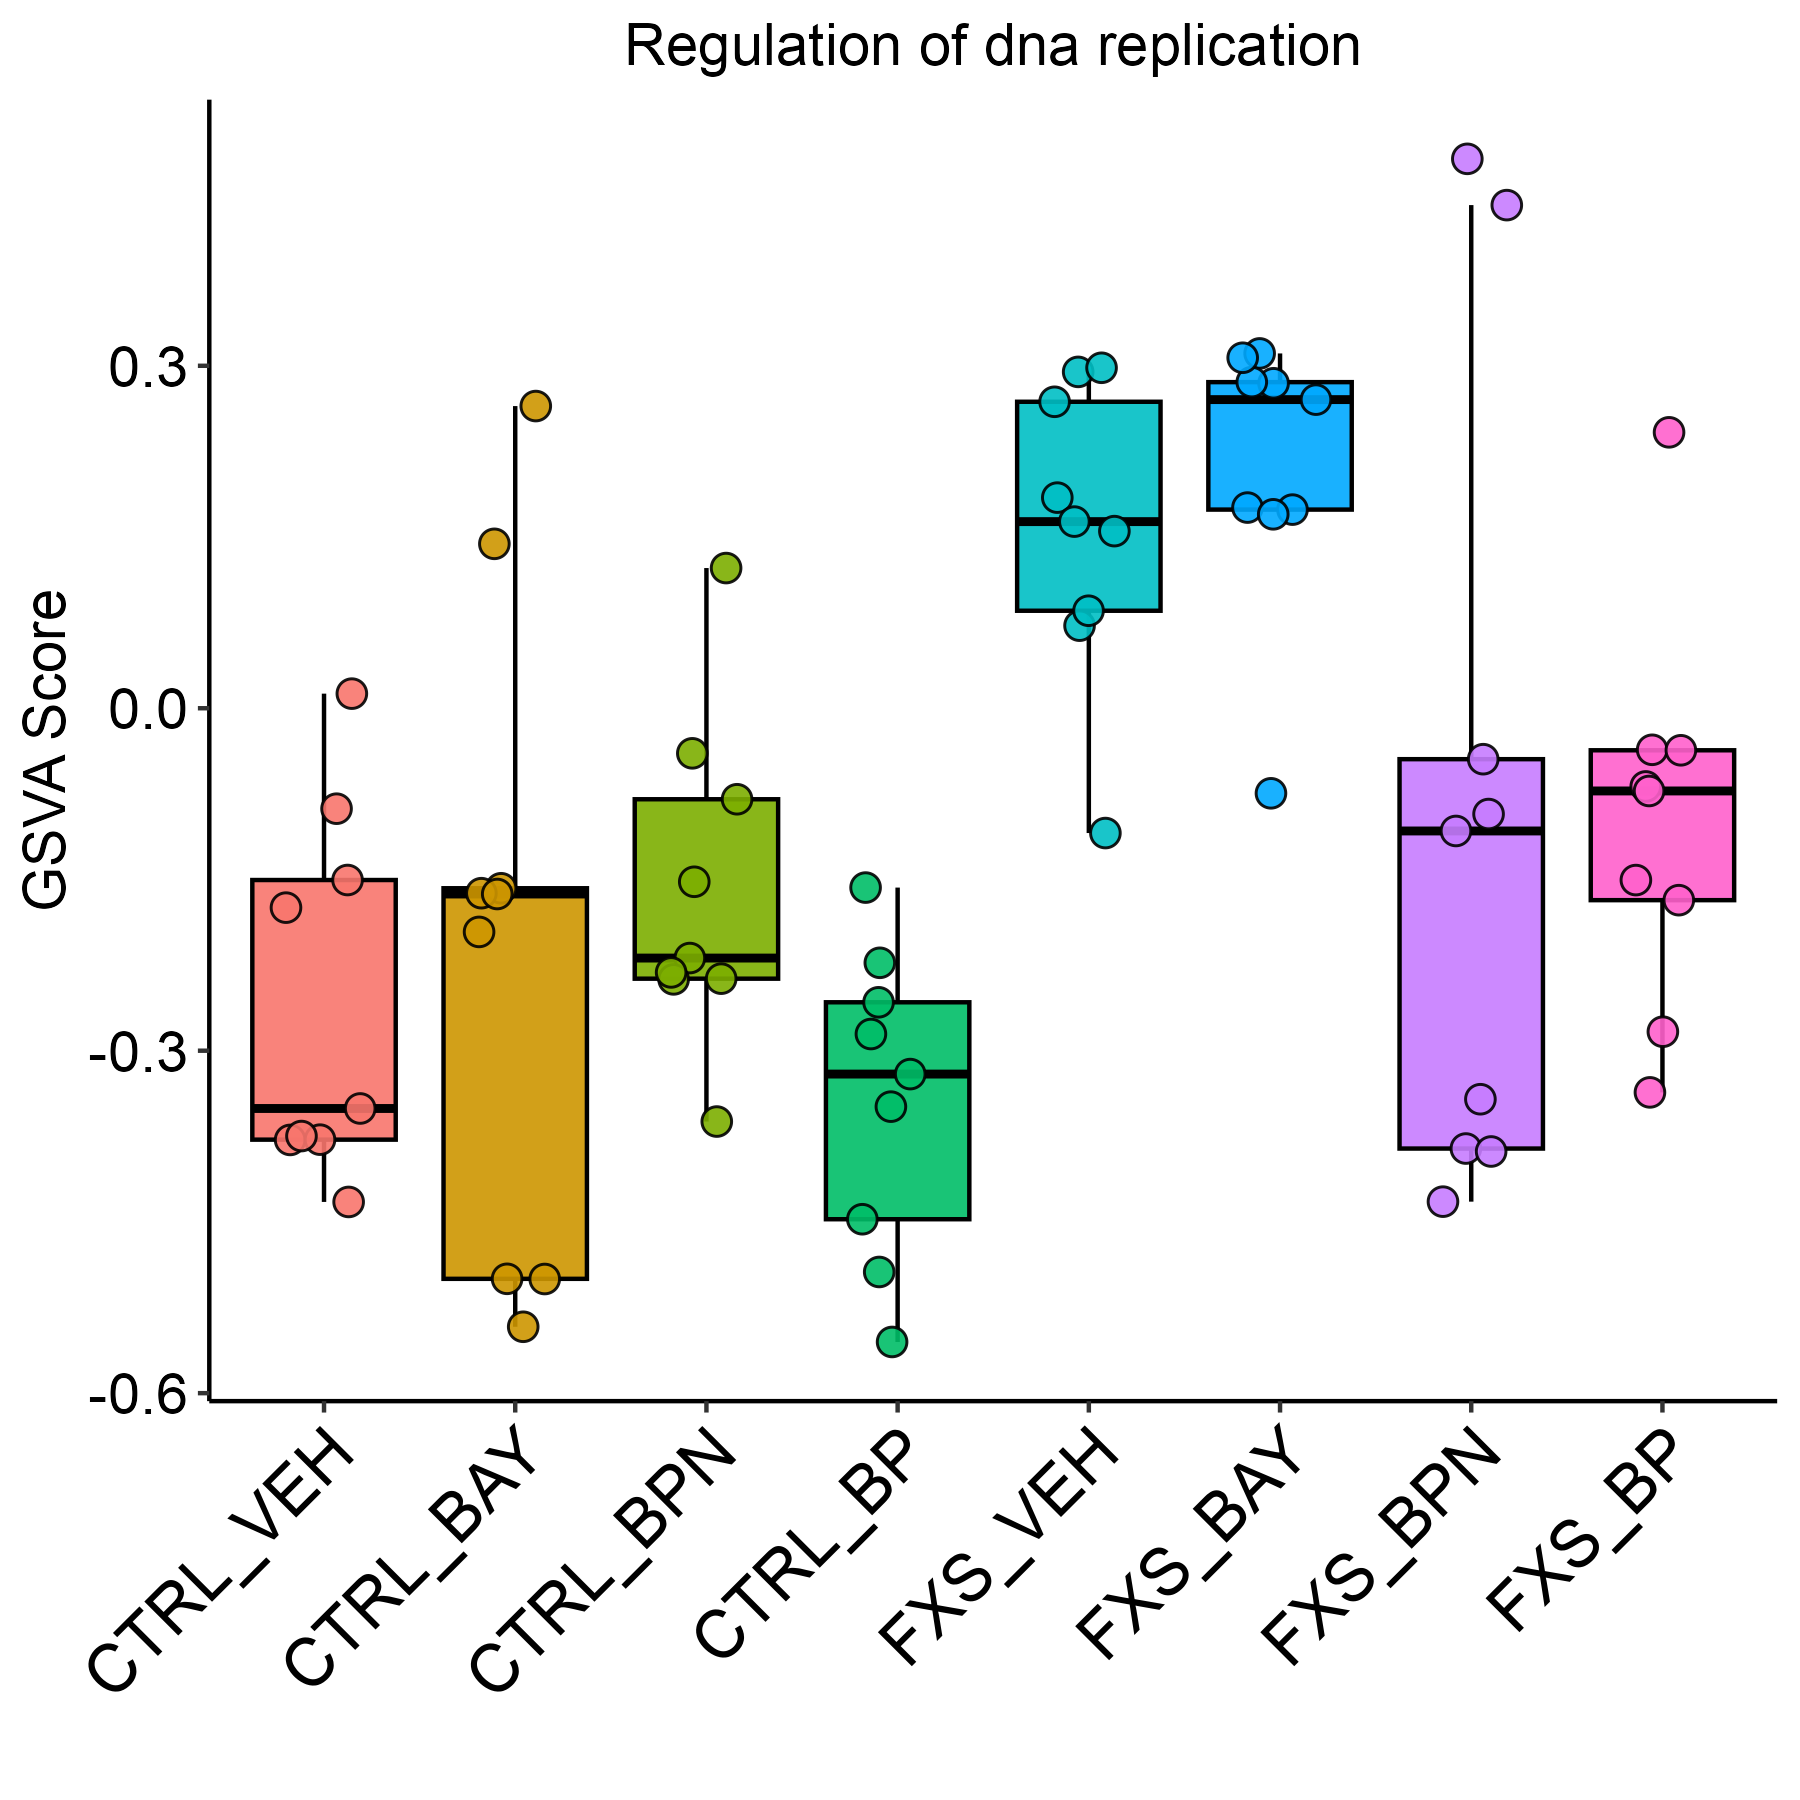 Regulation of dna replication
GSVA Score
0.3
0.0
-0.3
-0.6
CTRL_VEH
CTRL_BAY
CTRL_BPN
CTRL_BP
FXS_VEH
FXS_BAY
FXS_BPN
FXS_BP